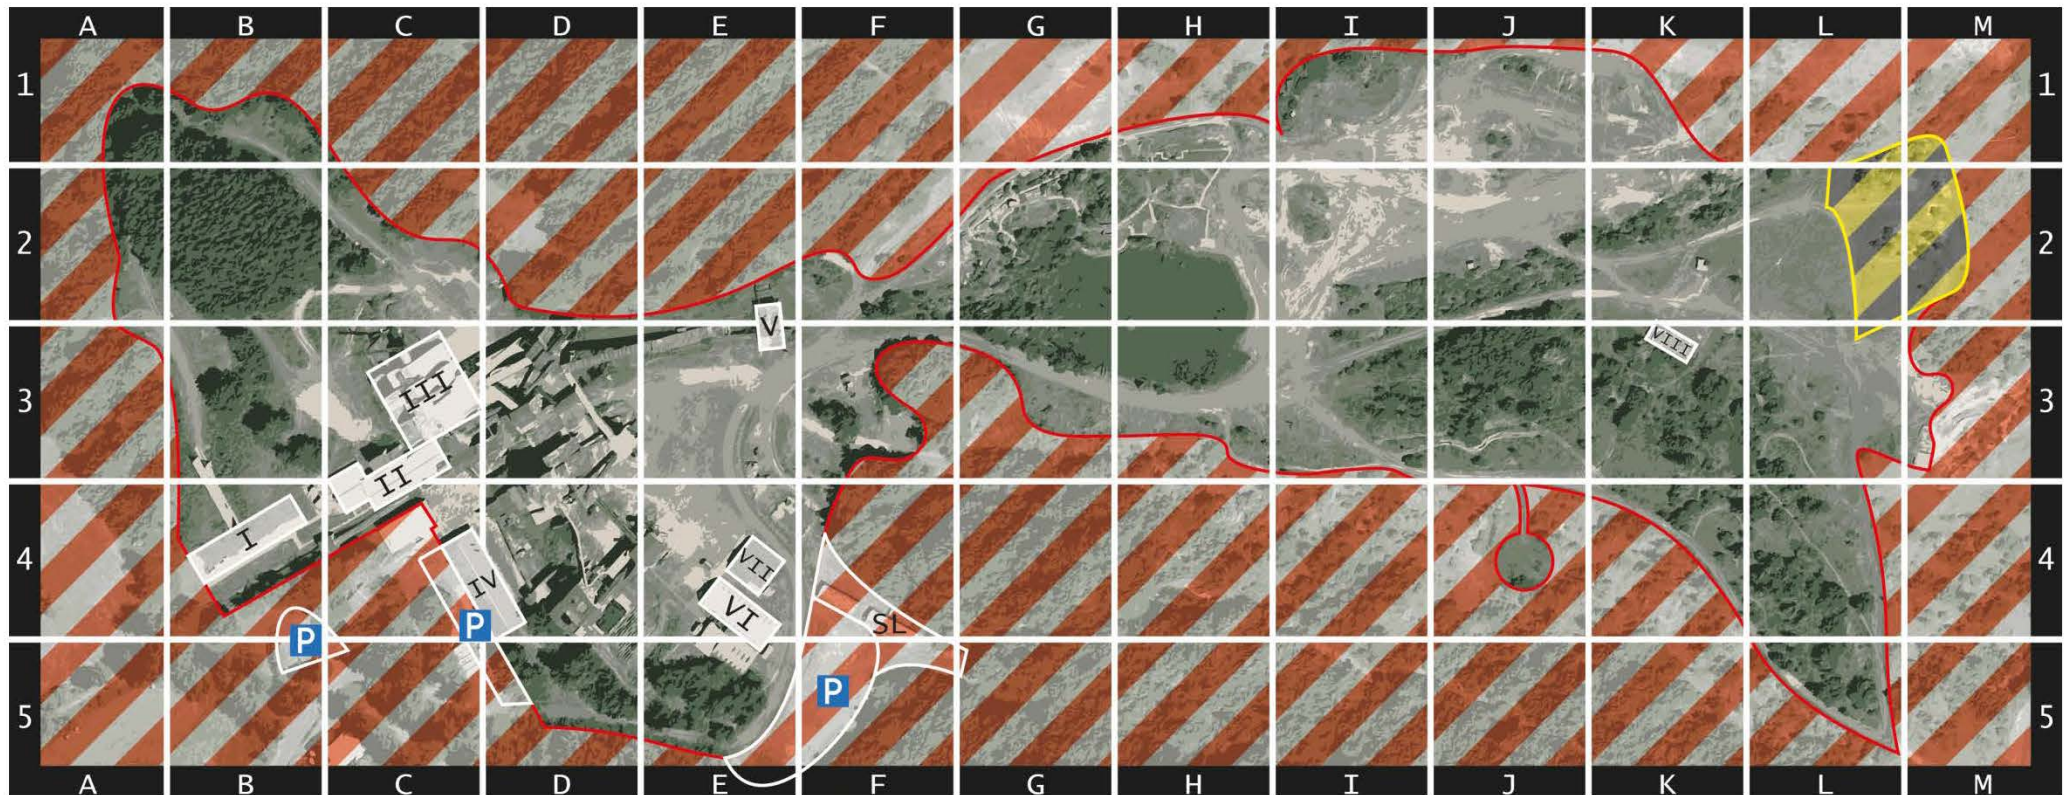 A B C D E F G H I J K L M
1 1
2 2
V
VIII
3 III 3
II
I
VII
4 IV 4
VI
P P SL
P
5 5
A B C D E F G H I J K L M